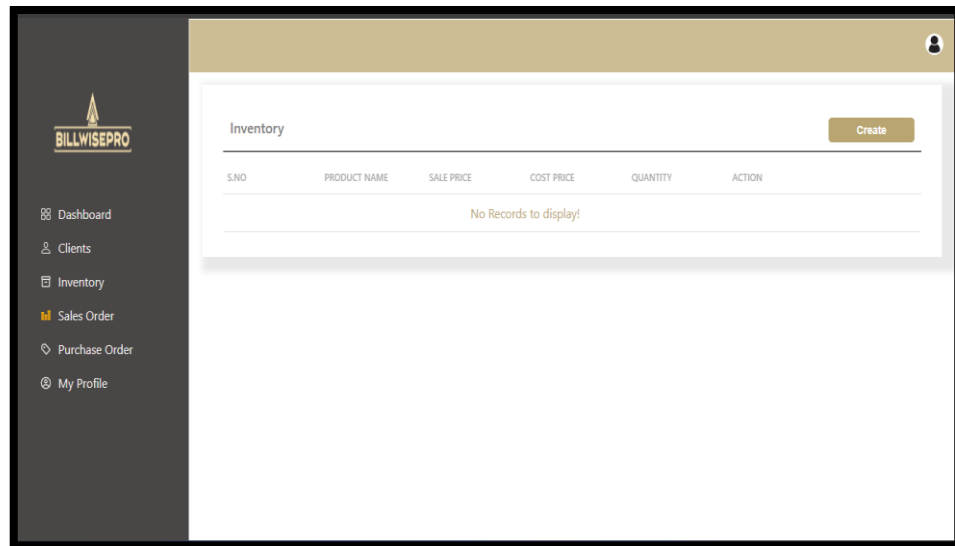 BILLWISEPRO
Dashboard
Clients
Inventory
Sales Order
Purchase Order
My Profile
Inventory
Create
S.NO PRODUCT NAME SALE PRICE COST PRICE QUANTITY ACTION
No Records to display!